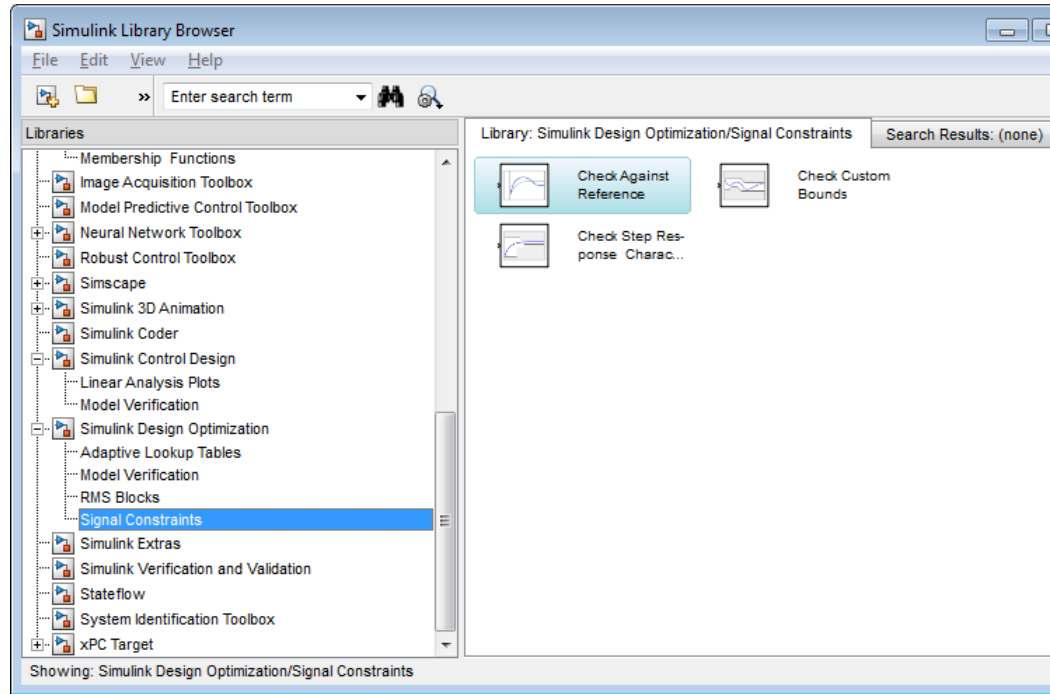 Simulink Library Browser
File Edit View Help
» Enter search term
Libraries
Membership Functions
Image Acquisition Toolbox
Model Predictive Control Toolbox
Neural Network Toolbox
Robust Control Toolbox
Simscape
Simulink 3D Animation
Simulink Coder
Simulink Control Design
Linear Analysis Plots
Model Verification
Simulink Design Optimization
Adaptive Lookup Tables
Model Verification
RMS Blocks
Signal Constraints
Simulink Extras
Simulink Verification and Validation
Stateflow
System Identification Toolbox
xPC Target
Library: Simulink Design Optimization/Signal Constraints
Search Results: (none)
Check Against
Reference
Check Custom
Bounds
Check Step Res-
ponse Charac...
Showing: Simulink Design Optimization/Signal Constraints